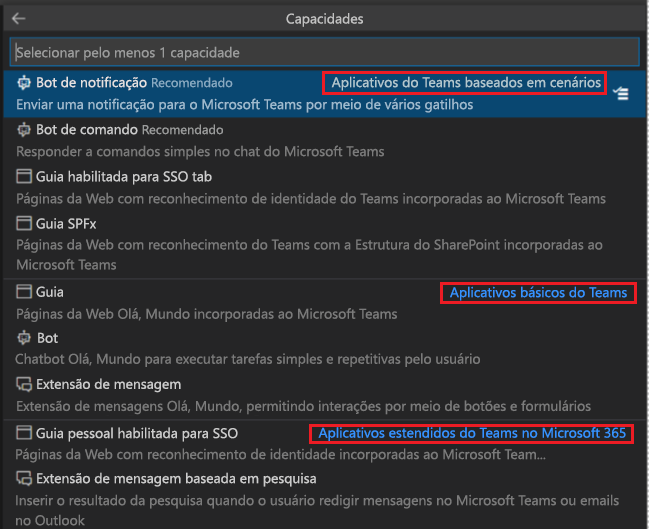 Capacidades
Selecionar pelo menos 1 capacidade
Bot de notificação Recomendado Aplicativos do Teams baseados em cenários
Enviar uma notificação para o Microsoft Teams por meio de vários gatilhos
Bot de comando Recomendado
Responder a comandos simples no chat do Microsoft Teams
Guia habilitada para SSO tab
Páginas da Web com reconhecimento de identidade do Teams incorporadas ao Microsoft Teams
Guia SPFx
Páginas da Web com reconhecimento do Teams com a Estrutura do SharePoint incorporadas ao
Microsoft Teams
Guia Aplicativos básicos do Teams
Páginas da Web Olá, Mundo incorporadas ao Microsoft Teams
Bot
Chatbot Olá, Mundo para executar tarefas simples e repetitivas pelo usuário
Extensão de mensagem
Extensão de mensagens Olá, Mundo, permitindo interações por meio de botões e formulários
Guia pessoal habilitada para SSO Aplicativos estendidos do Teams no Microsoft 365
Páginas da Web com reconhecimento de identidade incorporadas ao Microsoft Team...
Extensão de mensagem baseada em pesquisa
Inserir o resultado da pesquisa quando o usuário redigir mensagens no Microsoft Teams ou emails
no Outlook